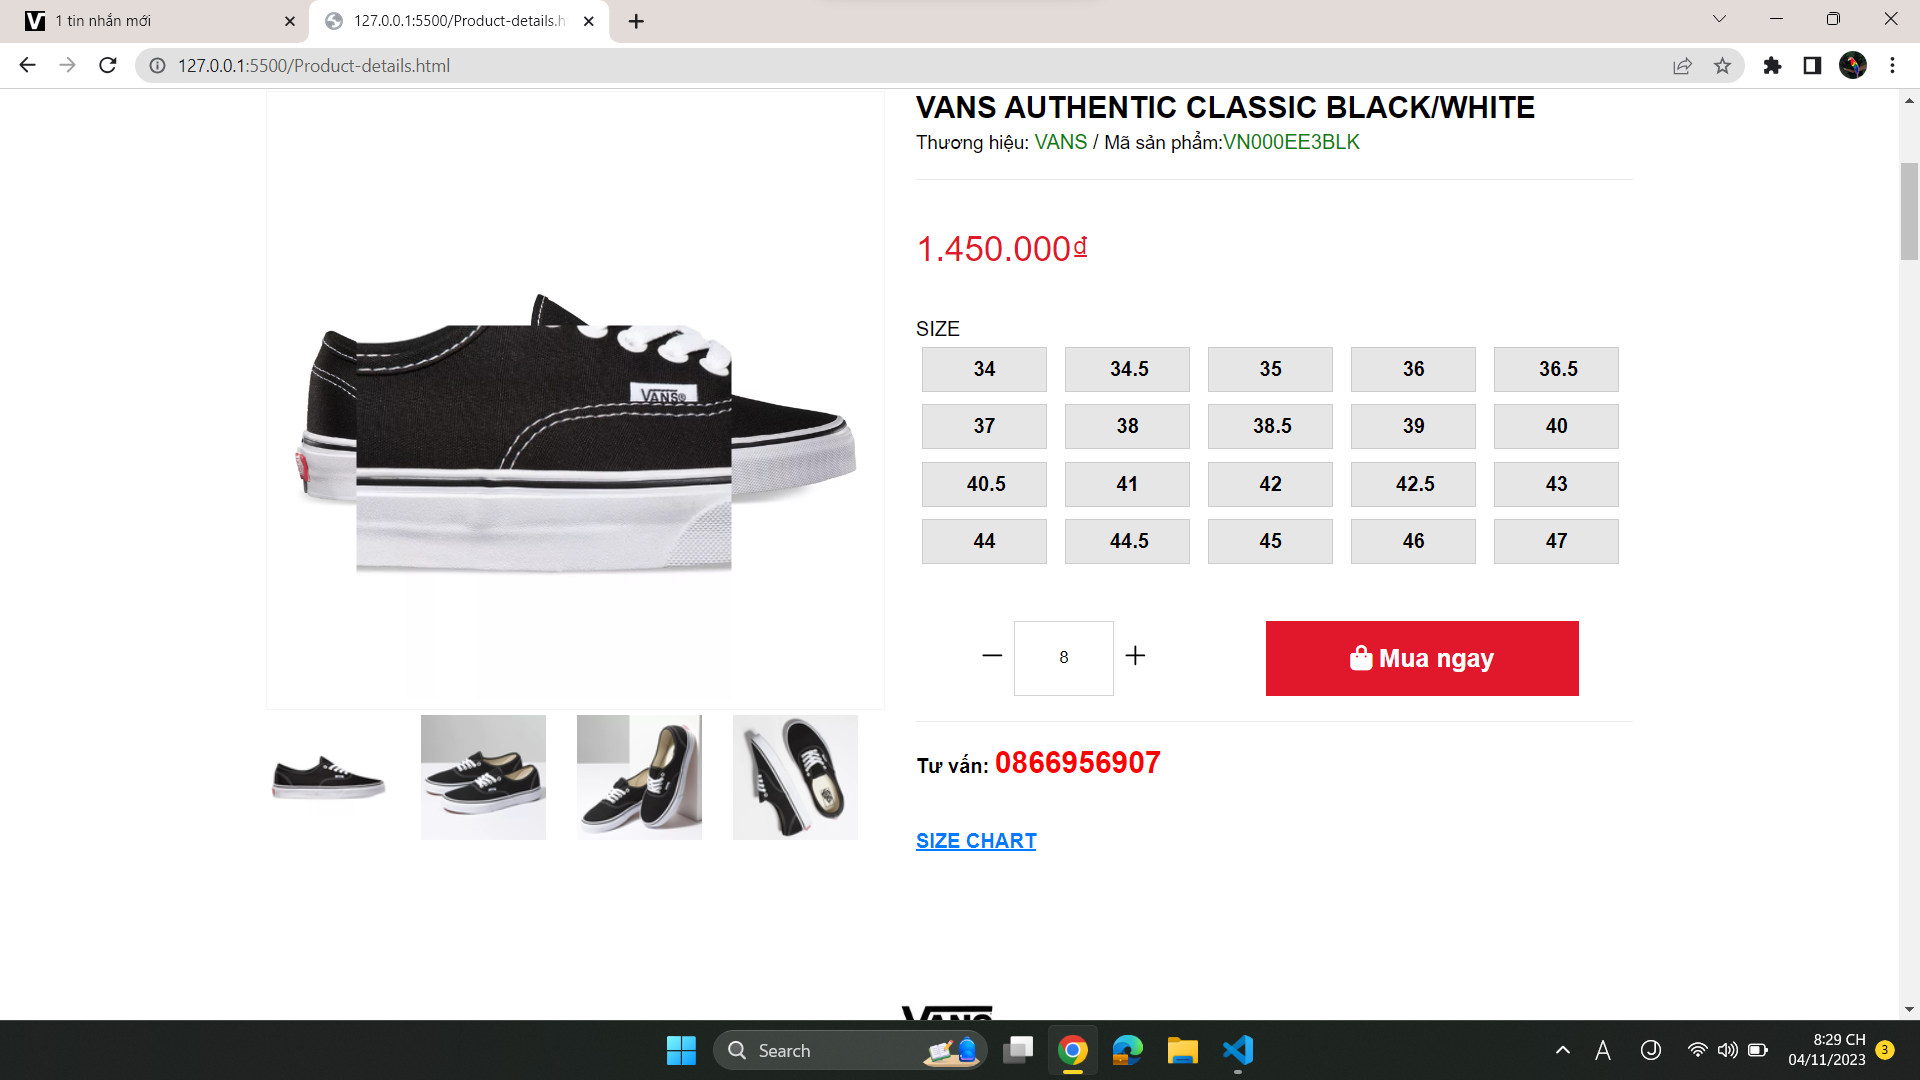 1 tin nhắn mới
127.0.0.1:5500/Product-details.h
127.0.0.1:5500/Product-details.html
VANS AUTHENTIC CLASSIC BLACK/WHITE
Thương hiệu: VANS / Mã sản phẩm:VN000EE3BLK
1.450.000₫
SIZE
34 34.5 35 36 36.5
37 38 38.5 39 40
40.5 41 42 42.5 43
44 44.5 45 46 47
VANS®
8
Mua ngay
Tư vấn: 0866956907
SIZE CHART
VANS
Search
A
J
8:29 CH
04/11/2023
3